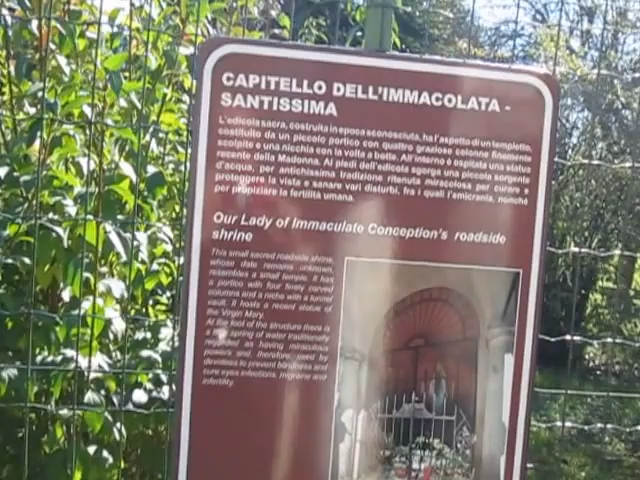 CAPITELLO DELL'IMMACOLATA -
SANTISSIMA
L'edicola sacra, costruita in epoca sconosciuta, ha l'aspetto di un tempietto,
costituito da un piccolo portico con quattro graziose colonne finemente
scolpite e una nicchia con la volta a botte. All'interno è ospitata una statua
recente della Madonna. Ai piedi dell'edicola sgorga una piccola sorgente
d'acqua, per antichissima tradizione ritenuta miracolosa per curare e
proteggere la vista e sanare vari disturbi, fra i quali l'emicrania, nonché
per propiziare la fertilità umana.
Our Lady of Immaculate Conception's roadside
shrine
This small sacred roadside shrine,
whose date remains unknown,
resembles a small temple. It has
a portico with four finely carved
columns and a niche with a tunnel
vault. It hosts a recent statue of
the Virgin Mary.
At the foot of the structure there is
a spring of water traditionally
regarded as having miraculous
powers and, therefore, used by
devotees to prevent blindness and
cure eyes infections, migraine and
infertility.